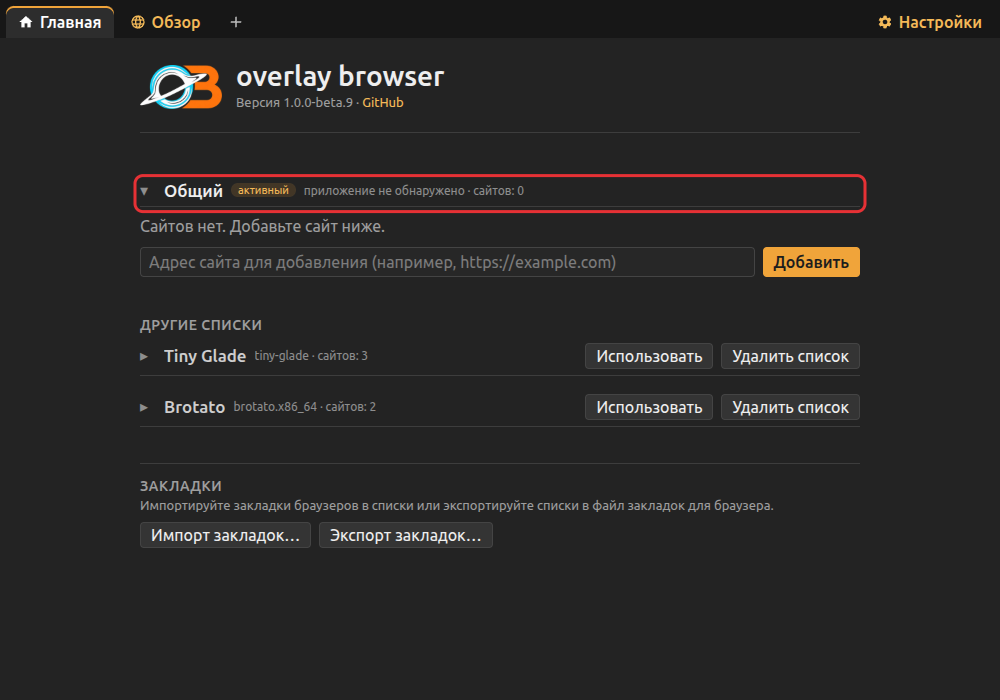 Главная Обзор + Настройки
overlay browser
Версия 1.0.0-beta.9 · GitHub
Общий активный приложение не обнаружено · сайтов: 0
Сайтов нет. Добавьте сайт ниже.
Адрес сайта для добавления (например, https://example.com) Добавить
ДРУГИЕ СПИСКИ
Tiny Glade tiny-glade · сайтов: 3 Использовать Удалить список
Brotato brotato.x86_64 · сайтов: 2 Использовать Удалить список
ЗАКЛАДКИ
Импортируйте закладки браузеров в списки или экспортируйте списки в файл закладок для браузера.
Импорт закладок... Экспорт закладок...